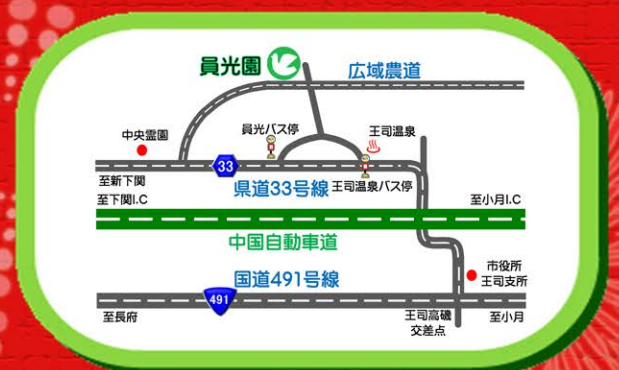 員光園
広域農道
中央霊園
員光バス停
王司温泉
33
至新下関
県道33号線
王司温泉バス停
至下関I.C
至小月I.C
中国自動車道
国道491号線
市役所
王司支所
491
至長府
王司高磯
交差点
至小月